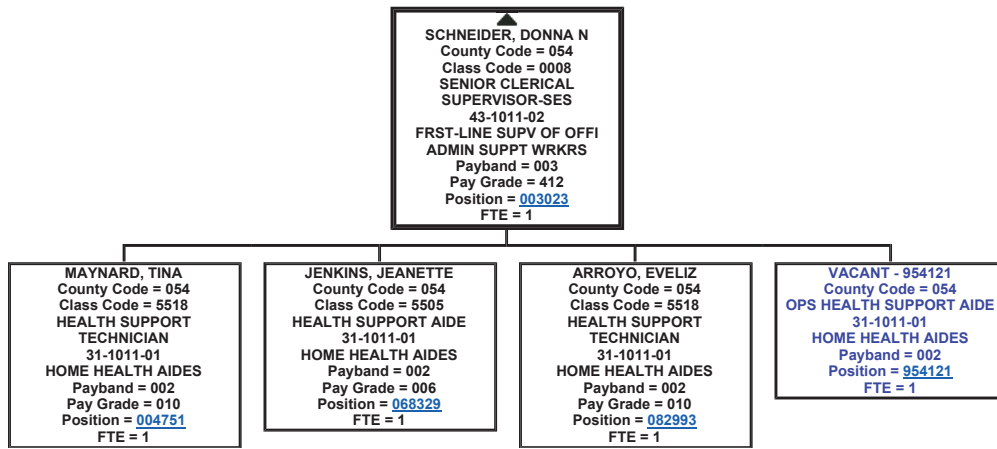 SCHNEIDER, DONNA N
County Code = 054
Class Code = 0008
SENIOR CLERICAL
SUPERVISOR-SES
43-1011-02
FRST-LINE SUPV OF OFFI
ADMIN SUPPT WRKRS
Payband = 003
Pay Grade = 412
Position = 003023
FTE = 1
MAYNARD, TINA
County Code = 054
Class Code = 5518
HEALTH SUPPORT
TECHNICIAN
31-1011-01
HOME HEALTH AIDES
Payband = 002
Pay Grade = 010
Position = 004751
FTE = 1
JENKINS, JEANETTE
County Code = 054
Class Code = 5505
HEALTH SUPPORT AIDE
31-1011-01
HOME HEALTH AIDES
Payband = 002
Pay Grade = 006
Position = 068329
FTE = 1
ARROYO, EVELIZ
County Code = 054
Class Code = 5518
HEALTH SUPPORT
TECHNICIAN
31-1011-01
HOME HEALTH AIDES
Payband = 002
Pay Grade = 010
Position = 082993
FTE = 1
VACANT - 954121
County Code = 054
OPS HEALTH SUPPORT AIDE
31-1011-01
HOME HEALTH AIDES
Payband = 002
Position = 954121
FTE = 1